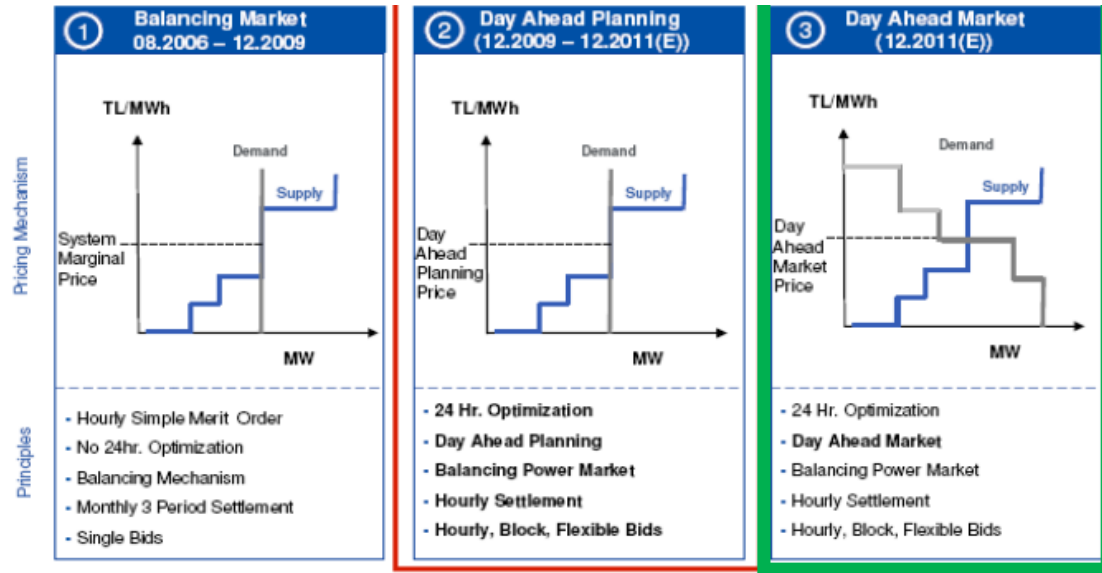 1
Balancing Market
08.2006 – 12.2009
TL/MWh
Demand
Supply
System
Marginal
Price
MW
- Hourly Simple Merit Order
- No 24hr. Optimization
- Balancing Mechanism
- Monthly 3 Period Settlement
- Single Bids
2
Day Ahead Planning
(12.2009 – 12.2011(E))
TL/MWh
Demand
Supply
Day
Ahead
Planning
Price
MW
- 24 Hr. Optimization
- Day Ahead Planning
- Balancing Power Market
- Hourly Settlement
- Hourly, Block, Flexible Bids
3
Day Ahead Market
(12.2011(E))
TL/MWh
Demand
Supply
Day
Ahead
Market
Price
MW
- 24 Hr. Optimization
- Day Ahead Market
- Balancing Power Market
- Hourly Settlement
- Hourly, Block, Flexible Bids
Pricing Mechanism
Principles